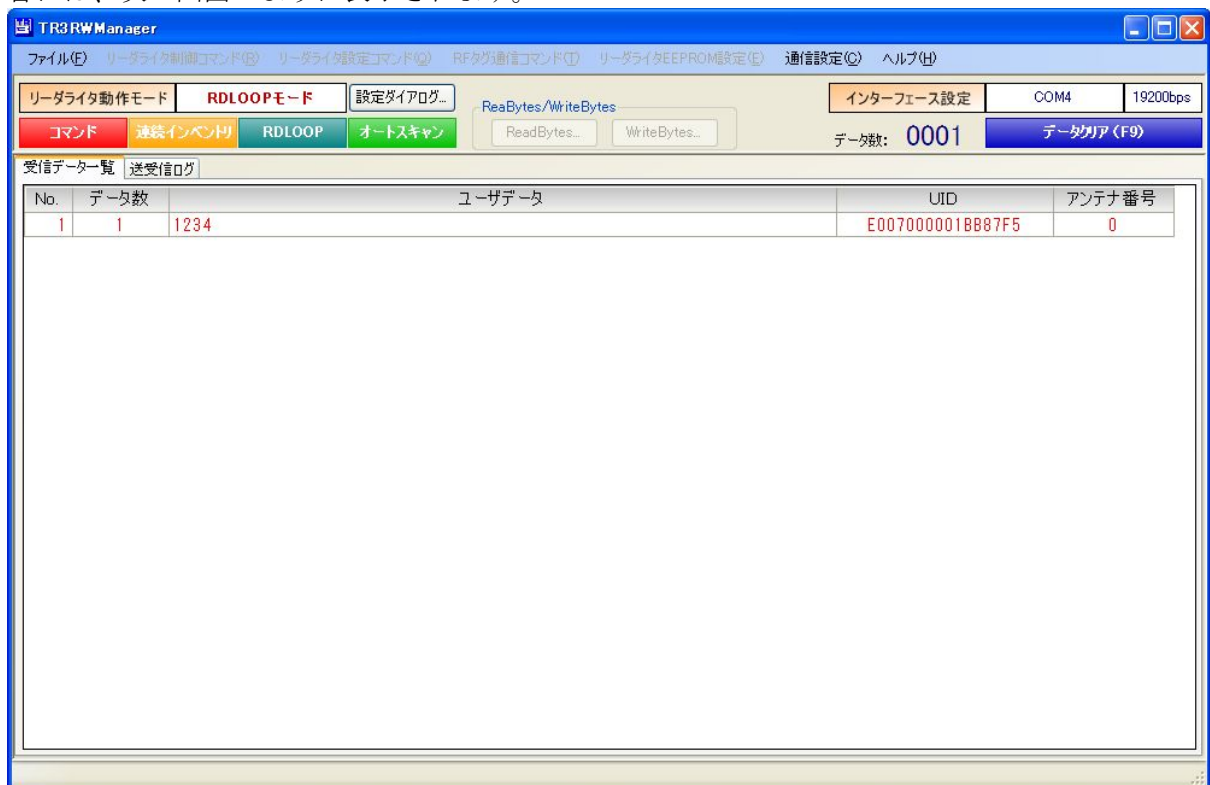 TR3RWManager
ファイル(F) リーダライタ制御コマンド(R) リーダライタ設定コマンド(Q) RFタグ通信コマンド(T) リーダライタEEPROM設定(E) 通信設定(C) ヘルプ(H)
リーダライタ動作モード RDLOOPモード 設定ダイアログ... ReaBytes/WriteBytes インターフェース設定 COM4 19200bps
コマンド 連続インベントリ RDLOOP オートスキャン ReadBytes... WriteBytes... データ数: 0001 データクリア(F9)
受信データ一覧 送受信ログ
No. データ数 ユーザデータ UID アンテナ番号
1 1 1234 E007000001BB87F5 0